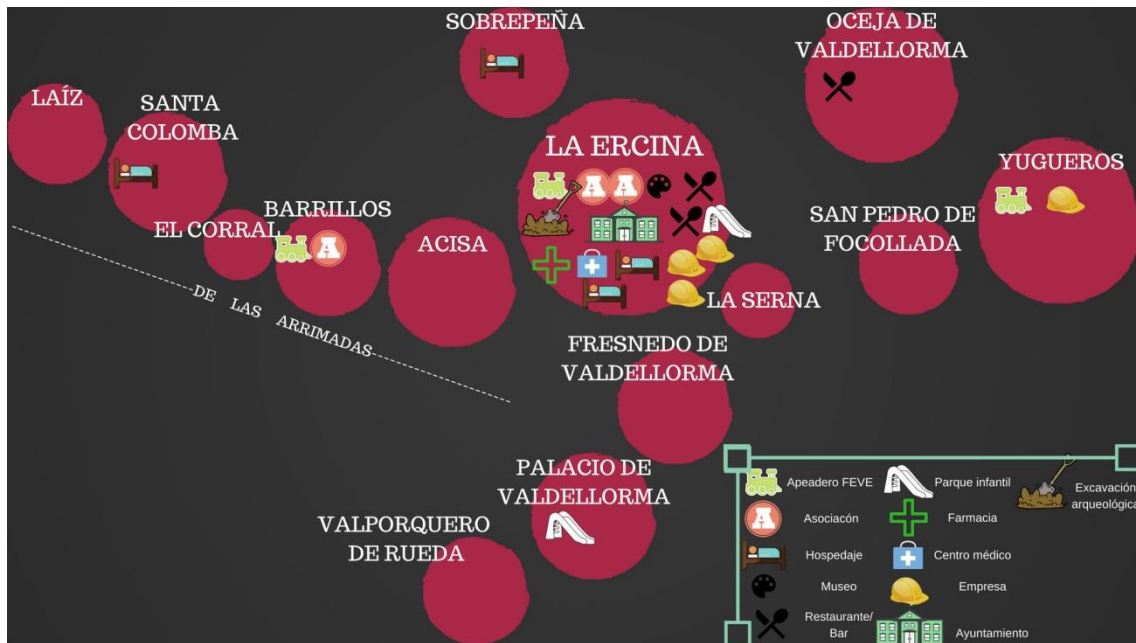 SOBREPEÑA
OCEJA DE
VALDELLORMA
LAÍZ
SANTA
COLOMBA
LA ERCINA
YUGUEROS
EL CORRAL
BARRILLOS
ACISA
SAN PEDRO DE
FOCOLLADA
LA SERNA
DE LAS ARRIMADAS
FRESNEDO DE
VALDELLORMA
PALACIO DE
VALDELLORMA
VALPORQUERO
DE RUEDA
A
A
A
Apeadero FEVE
Parque infantil
Excavación
arqueológica
A
Asociacón
Farmacia
Hospedaje
Centro médico
Museo
Empresa
Restaurante/
Bar
Ayuntamiento